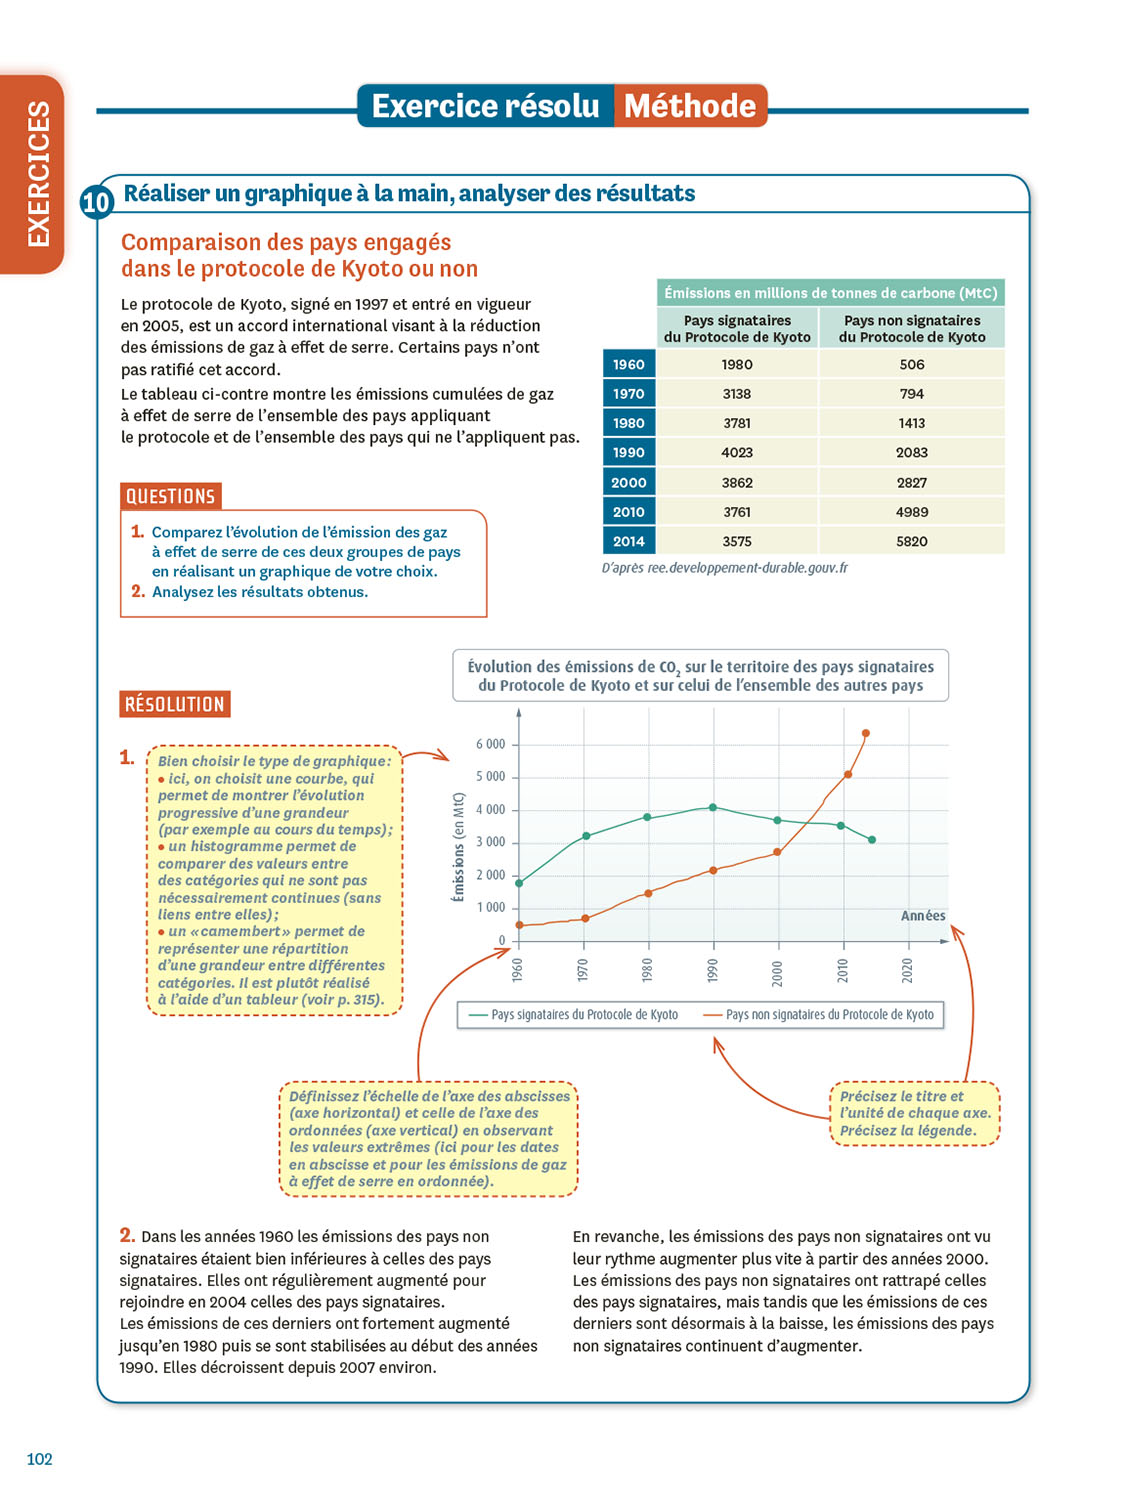 EXERCICES
Exercice résolu Méthode
10 Réaliser un graphique à la main, analyser des résultats
Comparaison des pays engagés
dans le protocole de Kyoto ou non
Le protocole de Kyoto, signé en 1997 et entré en vigueur
en 2005, est un accord international visant à la réduction
des émissions de gaz à effet de serre. Certains pays n'ont
pas ratifié cet accord.
Le tableau ci-contre montre les émissions cumulées de gaz
à effet de serre de l'ensemble des pays appliquant
le protocole et de l'ensemble des pays qui ne l'appliquent pas.
Émissions en millions de tonnes de carbone (MtC)
Pays signataires
du Protocole de Kyoto
Pays non signataires
du Protocole de Kyoto
1960 1980 506
1970 3138 794
1980 3781 1413
1990 4023 2083
2000 3862 2827
2010 3761 4989
2014 3575 5820
D'après ree.developpement-durable.gouv.fr
QUESTIONS
1. Comparez l'évolution de l'émission des gaz
à effet de serre de ces deux groupes de pays
en réalisant un graphique de votre choix.
2. Analysez les résultats obtenus.
RÉSOLUTION
1.
Bien choisir le type de graphique :
• ici, on choisit une courbe, qui
permet de montrer l'évolution
progressive d'une grandeur
(par exemple au cours du temps) ;
• un histogramme permet de
comparer des valeurs entre
des catégories qui ne sont pas
nécessairement continues (sans
liens entre elles) ;
• un « camembert » permet de
représenter une répartition
d'une grandeur entre différentes
catégories. Il est plutôt réalisé
à l'aide d'un tableur (voir p. 315).
Évolution des émissions de CO2 sur le territoire des pays signataires
du Protocole de Kyoto et sur celui de l'ensemble des autres pays
Émissions (en MtC)
6 000
5 000
4 000
3 000
2 000
1 000
0
Années
1960 1970 1980 1990 2000 2010 2020
Pays signataires du Protocole de Kyoto Pays non signataires du Protocole de Kyoto
Définissez l'échelle de l'axe des abscisses
(axe horizontal) et celle de l'axe des
ordonnées (axe vertical) en observant
les valeurs extrêmes (ici pour les dates
en abscisse et pour les émissions de gaz
à effet de serre en ordonnée).
Précisez le titre et
l'unité de chaque axe.
Précisez la légende.
2. Dans les années 1960 les émissions des pays non
signataires étaient bien inférieures à celles des pays
signataires. Elles ont régulièrement augmenté pour
rejoindre en 2004 celles des pays signataires.
Les émissions de ces derniers ont fortement augmenté
jusqu'en 1980 puis se sont stabilisées au début des années
1990. Elles décroissent depuis 2007 environ.
En revanche, les émissions des pays non signataires ont vu
leur rythme augmenter plus vite à partir des années 2000.
Les émissions des pays non signataires ont rattrapé celles
des pays signataires, mais tandis que les émissions de ces
derniers sont désormais à la baisse, les émissions des pays
non signataires continuent d'augmenter.
102